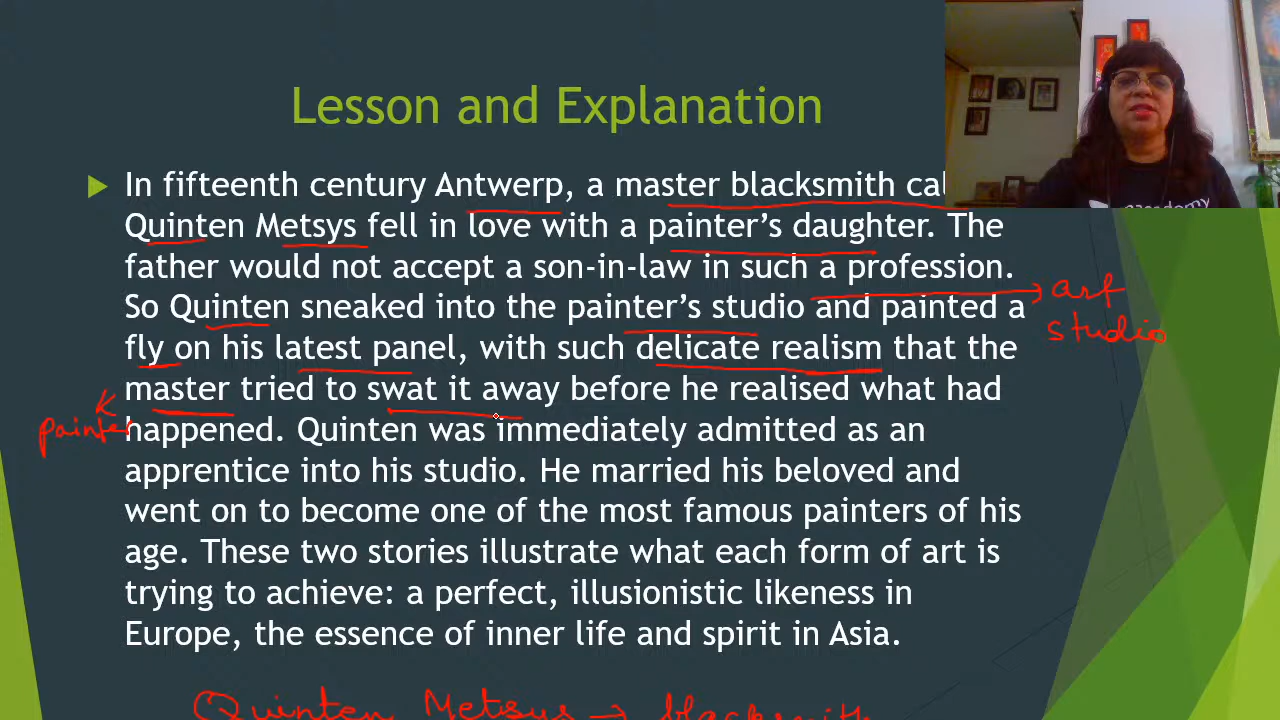 Lesson and Explanation
In fifteenth century Antwerp, a master blacksmith cal
Quinten Metsys fell in love with a painter's daughter. The
father would not accept a son-in-law in such a profession.
So Quinten sneaked into the painter's studio and painted a
art
studio
fly on his latest panel, with such delicate realism that the
master tried to swat it away before he realised what had
painter
happened. Quinten was immediately admitted as an
apprentice into his studio. He married his beloved and
went on to become one of the most famous painters of his
age. These two stories illustrate what each form of art is
trying to achieve: a perfect, illusionistic likeness in
Europe, the essence of inner life and spirit in Asia.
Quinten Metsys → blacksmith